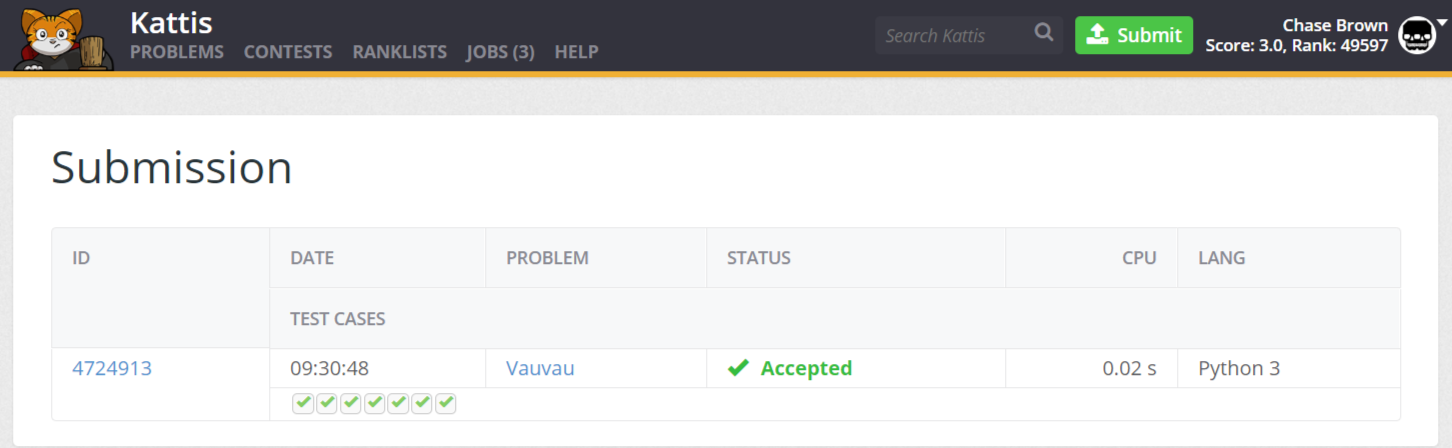 Kattis
PROBLEMS CONTESTS RANKLISTS JOBS (3) HELP
Search Kattis
Submit
Chase Brown
Score: 3.0, Rank: 49597
Submission
ID DATE PROBLEM STATUS CPU LANG
TEST CASES
4724913 09:30:48 Vauvau Accepted 0.02 s Python 3